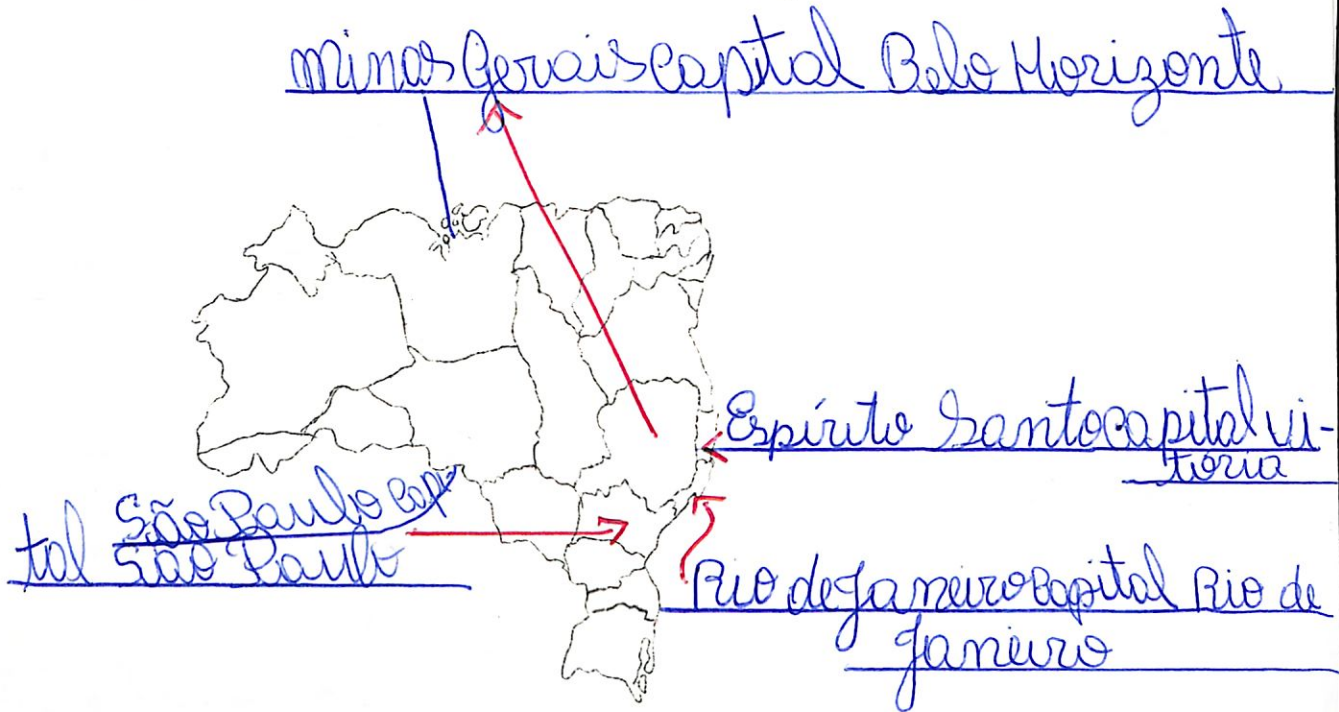 Minas Gerais Capital Belo Horizonte
Espírito Santo capital vi-
tória
São Paulo capi
tal São Paulo
Rio de Janeiro Capital Rio de
Janeiro